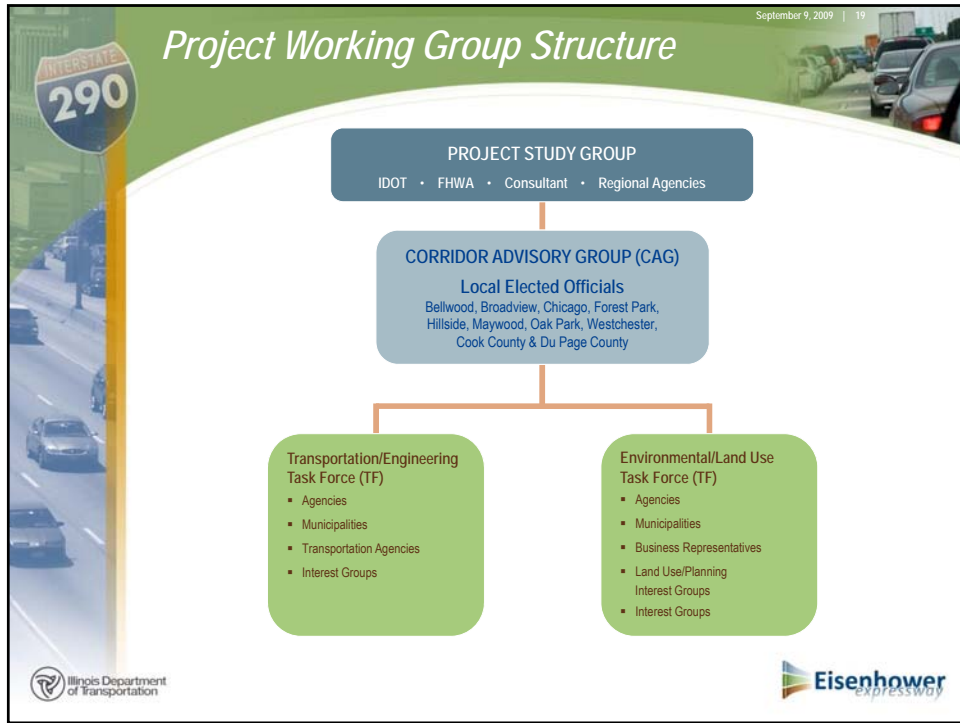 September 9, 2009 | 19
Project Working Group Structure
INTERSTATE
290
PROJECT STUDY GROUP
IDOT • FHWA • Consultant • Regional Agencies
CORRIDOR ADVISORY GROUP (CAG)
Local Elected Officials
Bellwood, Broadview, Chicago, Forest Park,
Hillside, Maywood, Oak Park, Westchester,
Cook County & Du Page County
Transportation/Engineering
Task Force (TF)
▪ Agencies
▪ Municipalities
▪ Transportation Agencies
▪ Interest Groups
Environmental/Land Use
Task Force (TF)
▪ Agencies
▪ Municipalities
▪ Business Representatives
▪ Land Use/Planning
Interest Groups
▪ Interest Groups
Illinois Department
of Transportation
Eisenhower
expressway